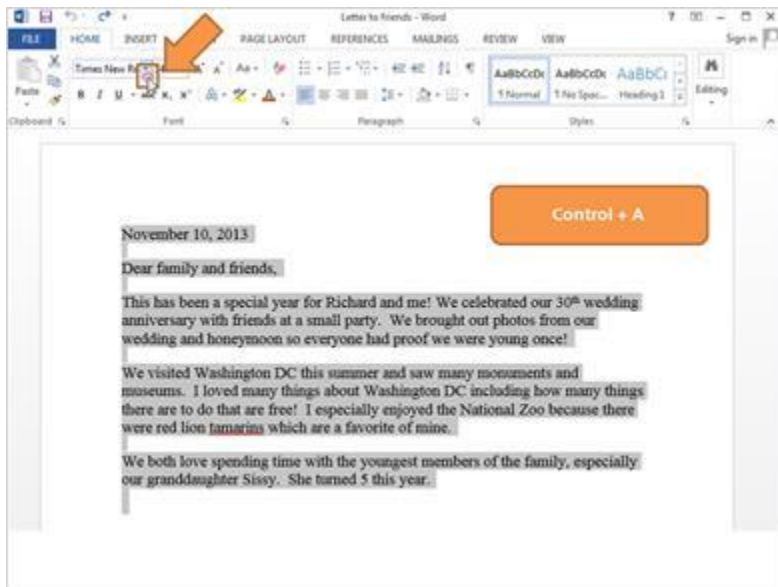 Letter to friends - Word
Sign in
FILE HOME INSERT PAGE LAYOUT REFERENCES MAILINGS REVIEW VIEW
Times New
Aa
AaBbCcDc AaBbCcDc AaBbC
Paste
B I U
¶ Normal ¶ No Spac... Heading 1
Editing
Clipboard Font Paragraph Styles
Control + A
November 10, 2013
Dear family and friends,
This has been a special year for Richard and me! We celebrated our 30th wedding
anniversary with friends at a small party. We brought out photos from our
wedding and honeymoon so everyone had proof we were young once!
We visited Washington DC this summer and saw many monuments and
museums. I loved many things about Washington DC including how many things
there are to do that are free! I especially enjoyed the National Zoo because there
were red lion tamarins which are a favorite of mine.
We both love spending time with the youngest members of the family, especially
our granddaughter Sissy. She turned 5 this year.